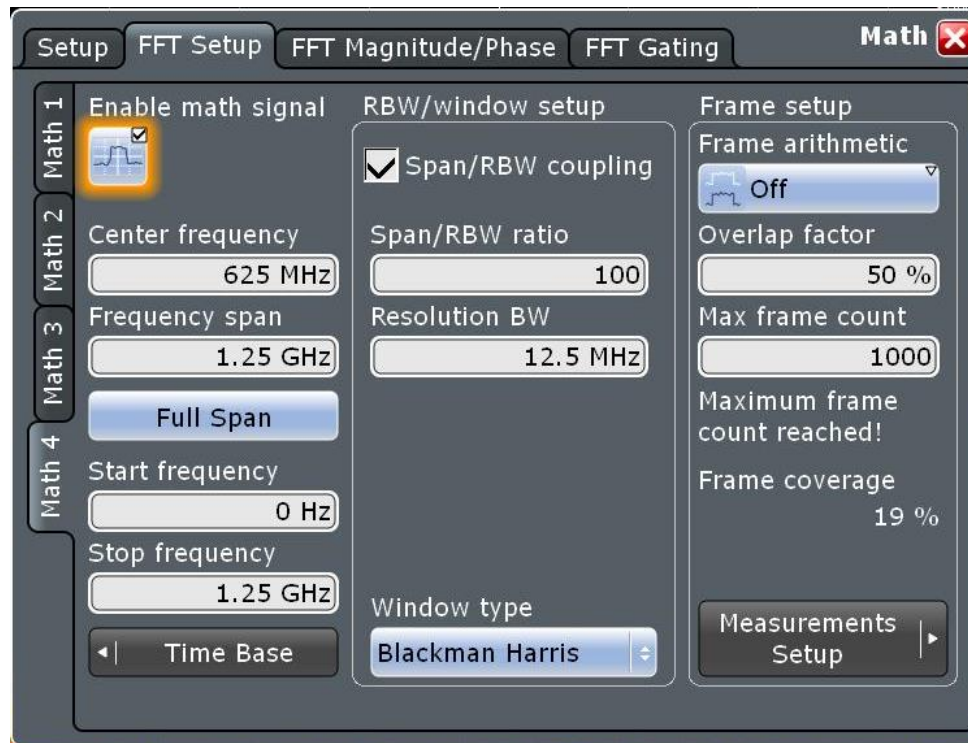 Setup
FFT Setup
FFT Magnitude/Phase
FFT Gating
Math
Math 1
Math 2
Math 3
Math 4
Enable math signal
Center frequency
625 MHz
Frequency span
1.25 GHz
Full Span
Start frequency
0 Hz
Stop frequency
1.25 GHz
Time Base
RBW/window setup
Span/RBW coupling
Span/RBW ratio
100
Resolution BW
12.5 MHz
Window type
Blackman Harris
Frame setup
Frame arithmetic
Off
Overlap factor
50 %
Max frame count
1000
Maximum frame
count reached!
Frame coverage
19 %
Measurements
Setup